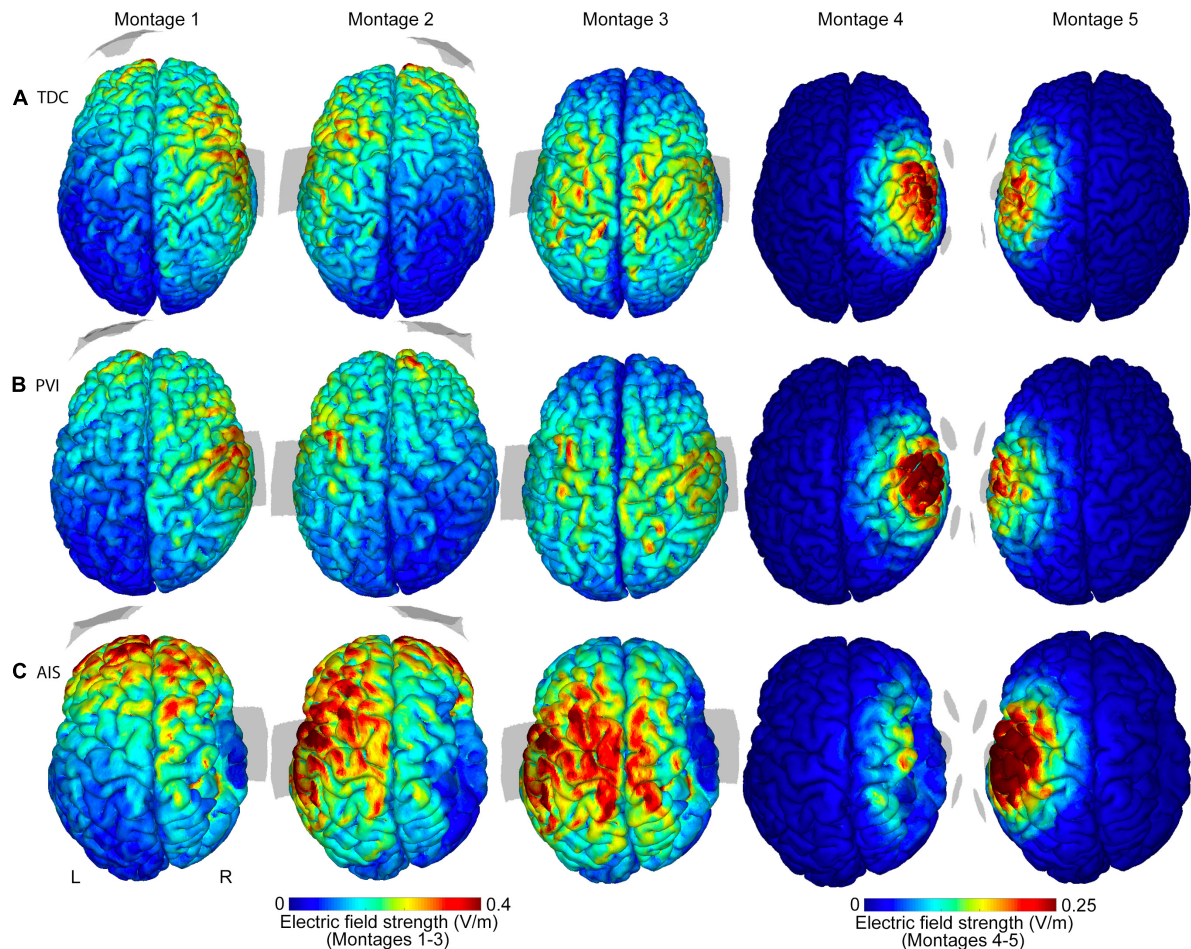 Montage 1 Montage 2 Montage 3 Montage 4 Montage 5
A TDC
B PVI
C AIS
L R
0 0.4 0 0.25
Electric field strength (V/m) Electric field strength (V/m)
(Montages 1-3) (Montages 4-5)